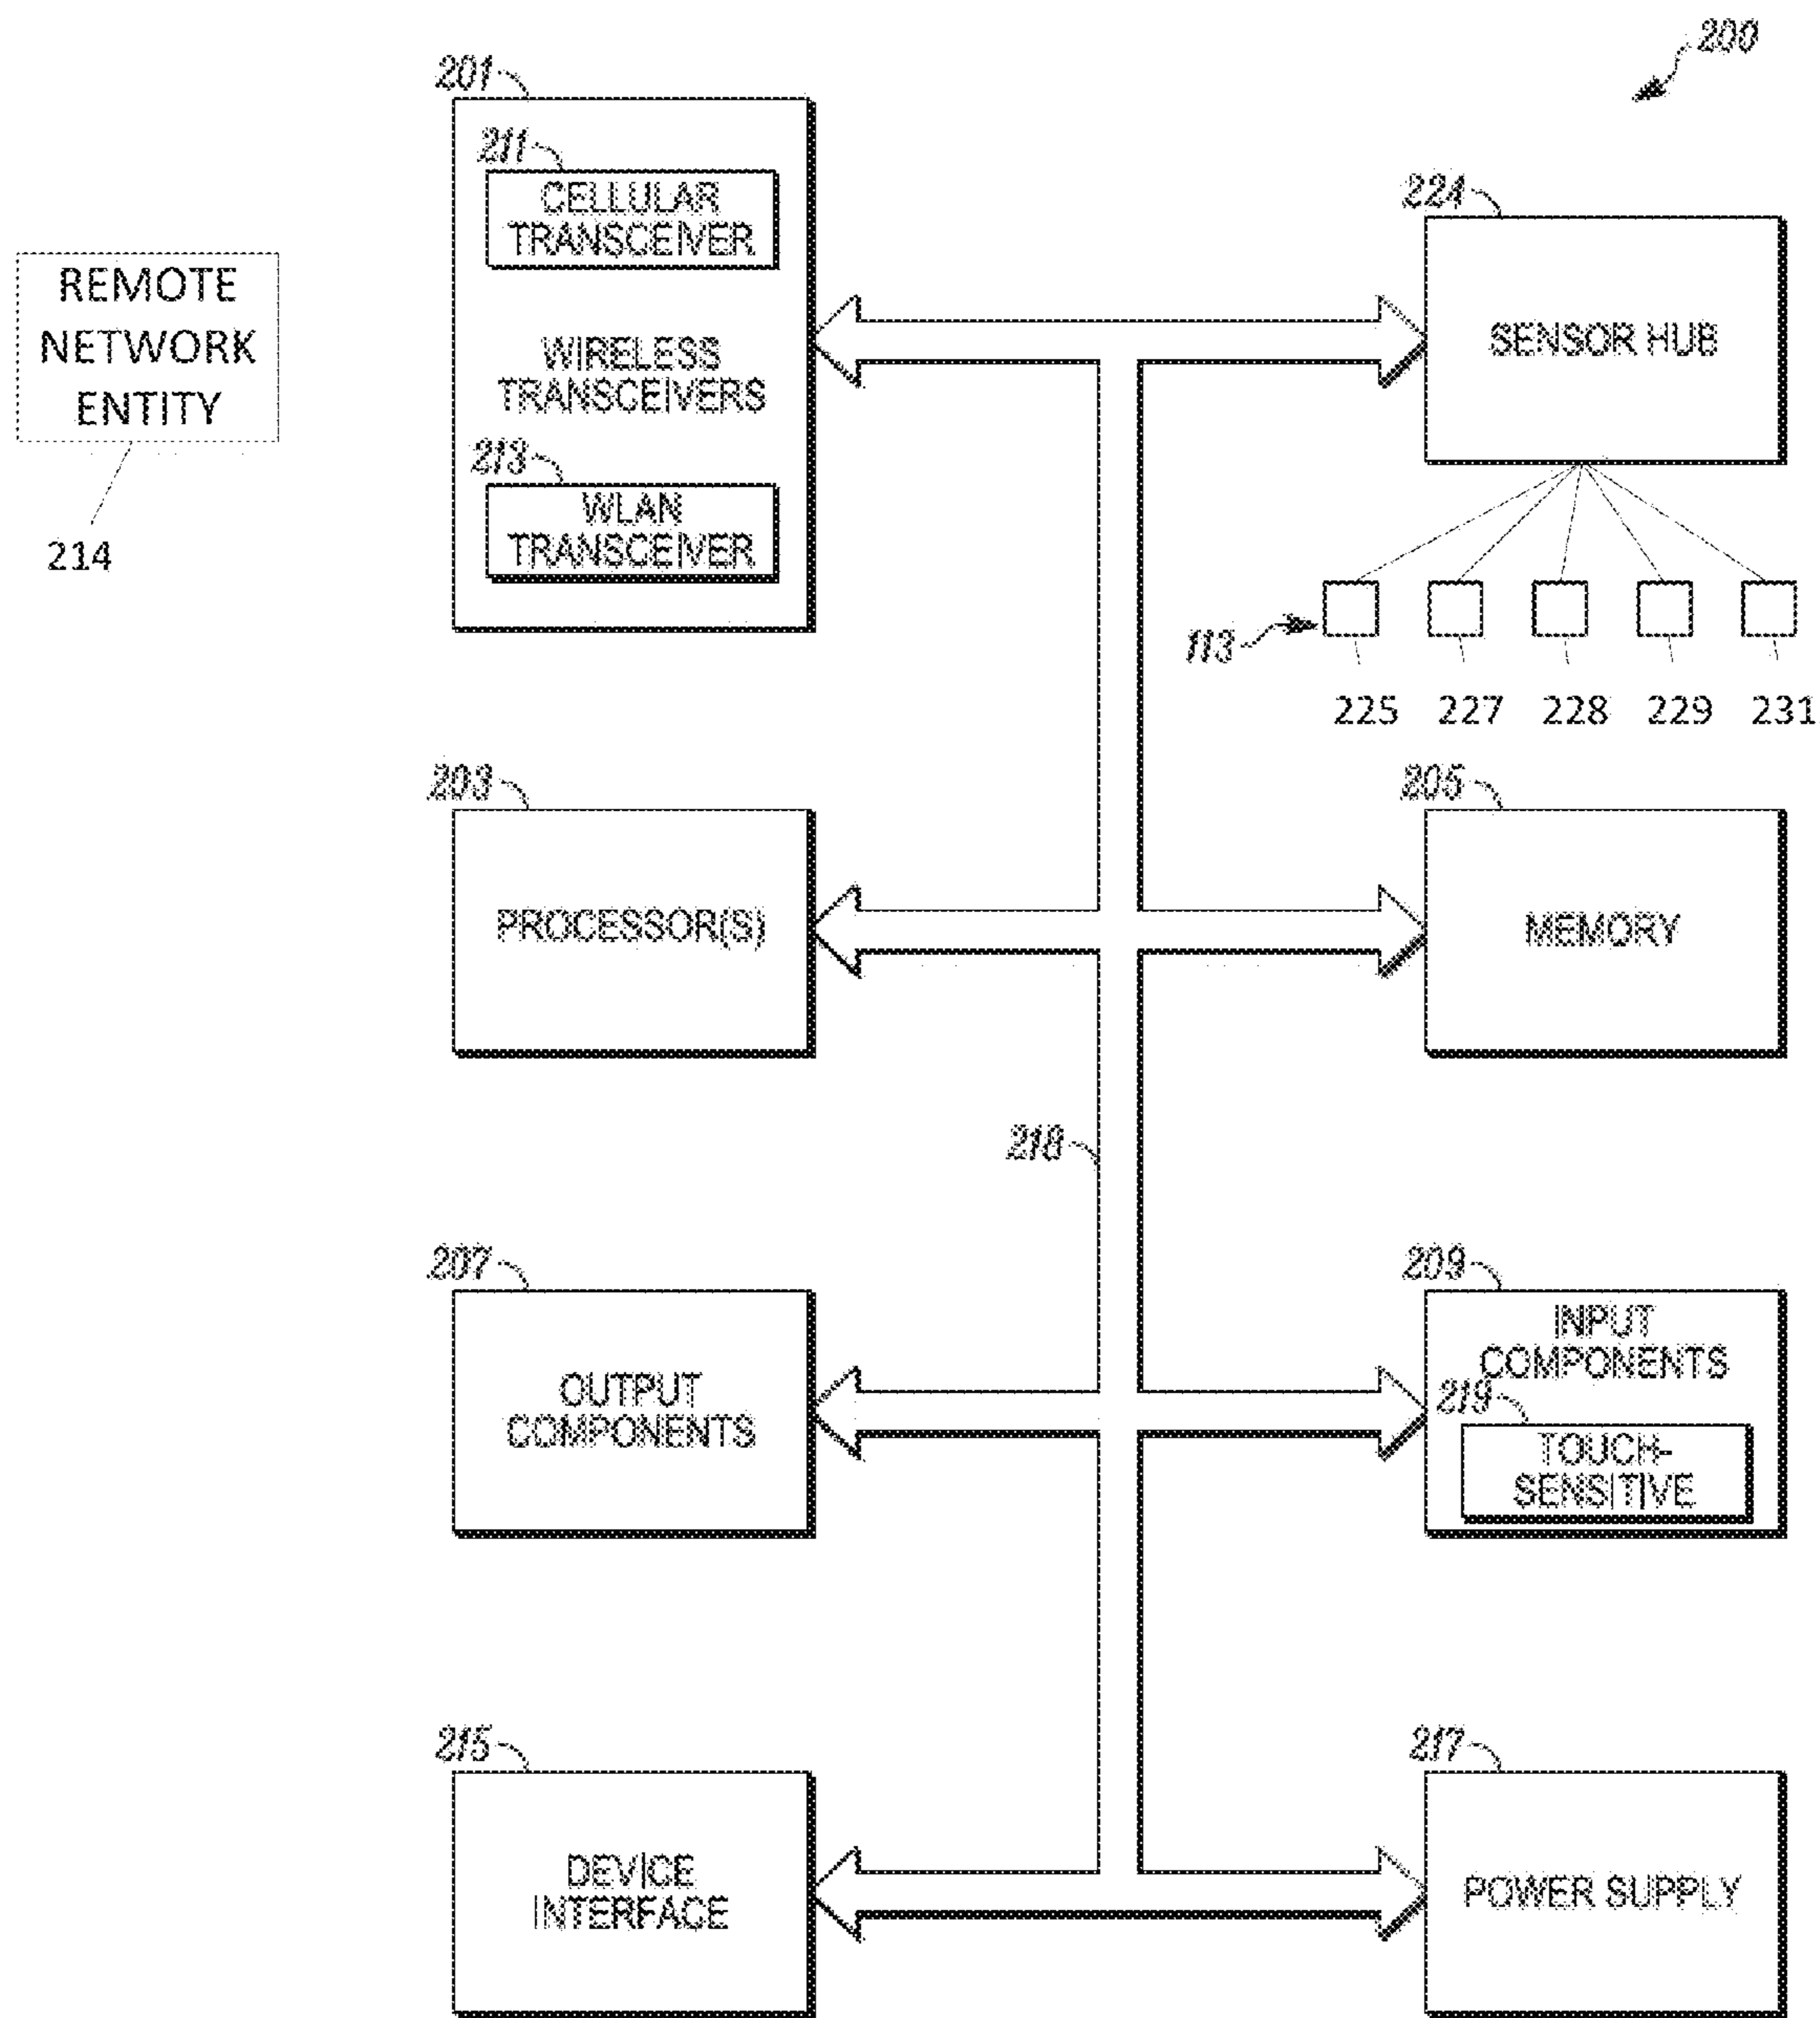 200
201
211
CELLULAR
TRANSCEIVER
WIRELESS
TRANSCEIVERS
213
WLAN
TRANSCEIVER
REMOTE
NETWORK
ENTITY
214
224
SENSOR HUB
113
225 227 228 229 231
203
PROCESSOR(S)
205
MEMORY
218
207
OUTPUT
COMPONENTS
209
INPUT
COMPONENTS
219
TOUCH-
SENSITIVE
215
DEVICE
INTERFACE
217
POWER SUPPLY